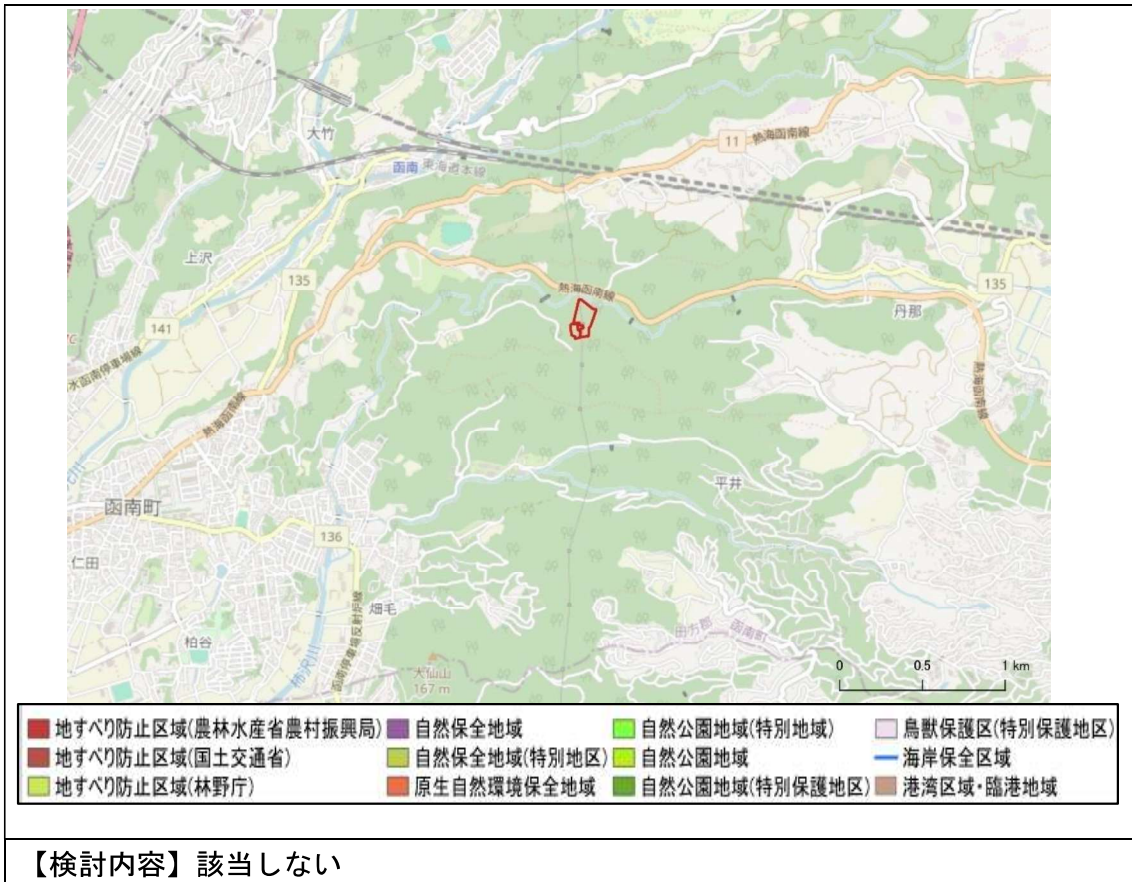 大竹
函南
東海道本線
11
熱海函南線
上沢
135
熱海函南線
135
丹那
141
熱海函南線
熱海函南線
函南町
平井
136
仁田
畑毛
柏谷
田方郡
函南町
大仙山
167 m
函南停車場反射炉線
0 0.5 1 km
地すべり防止区域(農林水産省農村振興局) 自然保全地域 自然公園地域(特別地域) 鳥獣保護区(特別保護地区)
地すべり防止区域(国土交通省) 自然保全地域(特別地区) 自然公園地域 海岸保全区域
地すべり防止区域(林野庁) 原生自然環境保全地域 自然公園地域(特別保護地区) 港湾区域・臨港地域
【検討内容】該当しない